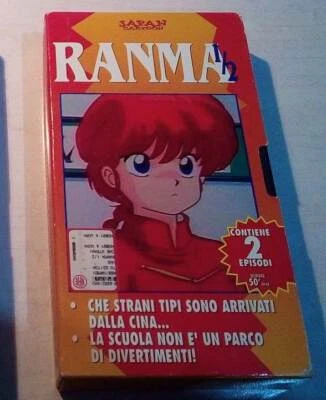 JAPAN
RANMA 1/2
CONTIENE
2
EPISODI
50'
• CHE STRANI TIPI SONO ARRIVATI
DALLA CINA...
• LA SCUOLA NON E' UN PARCO
DI DIVERTIMENTI!